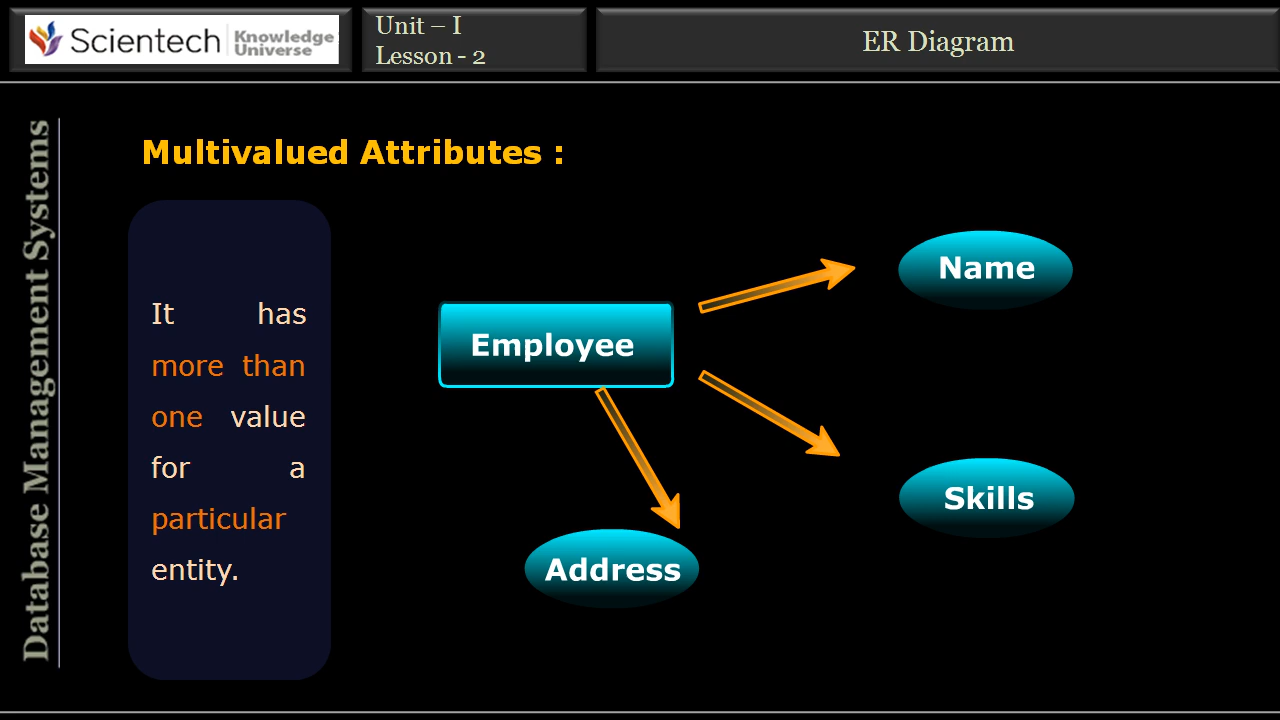 Scientech Knowledge Universe
Unit – I
Lesson - 2
ER Diagram
Database Management Systems
Multivalued Attributes :
It has
more than
one value
for a
particular
entity.
Employee
Name
Skills
Address